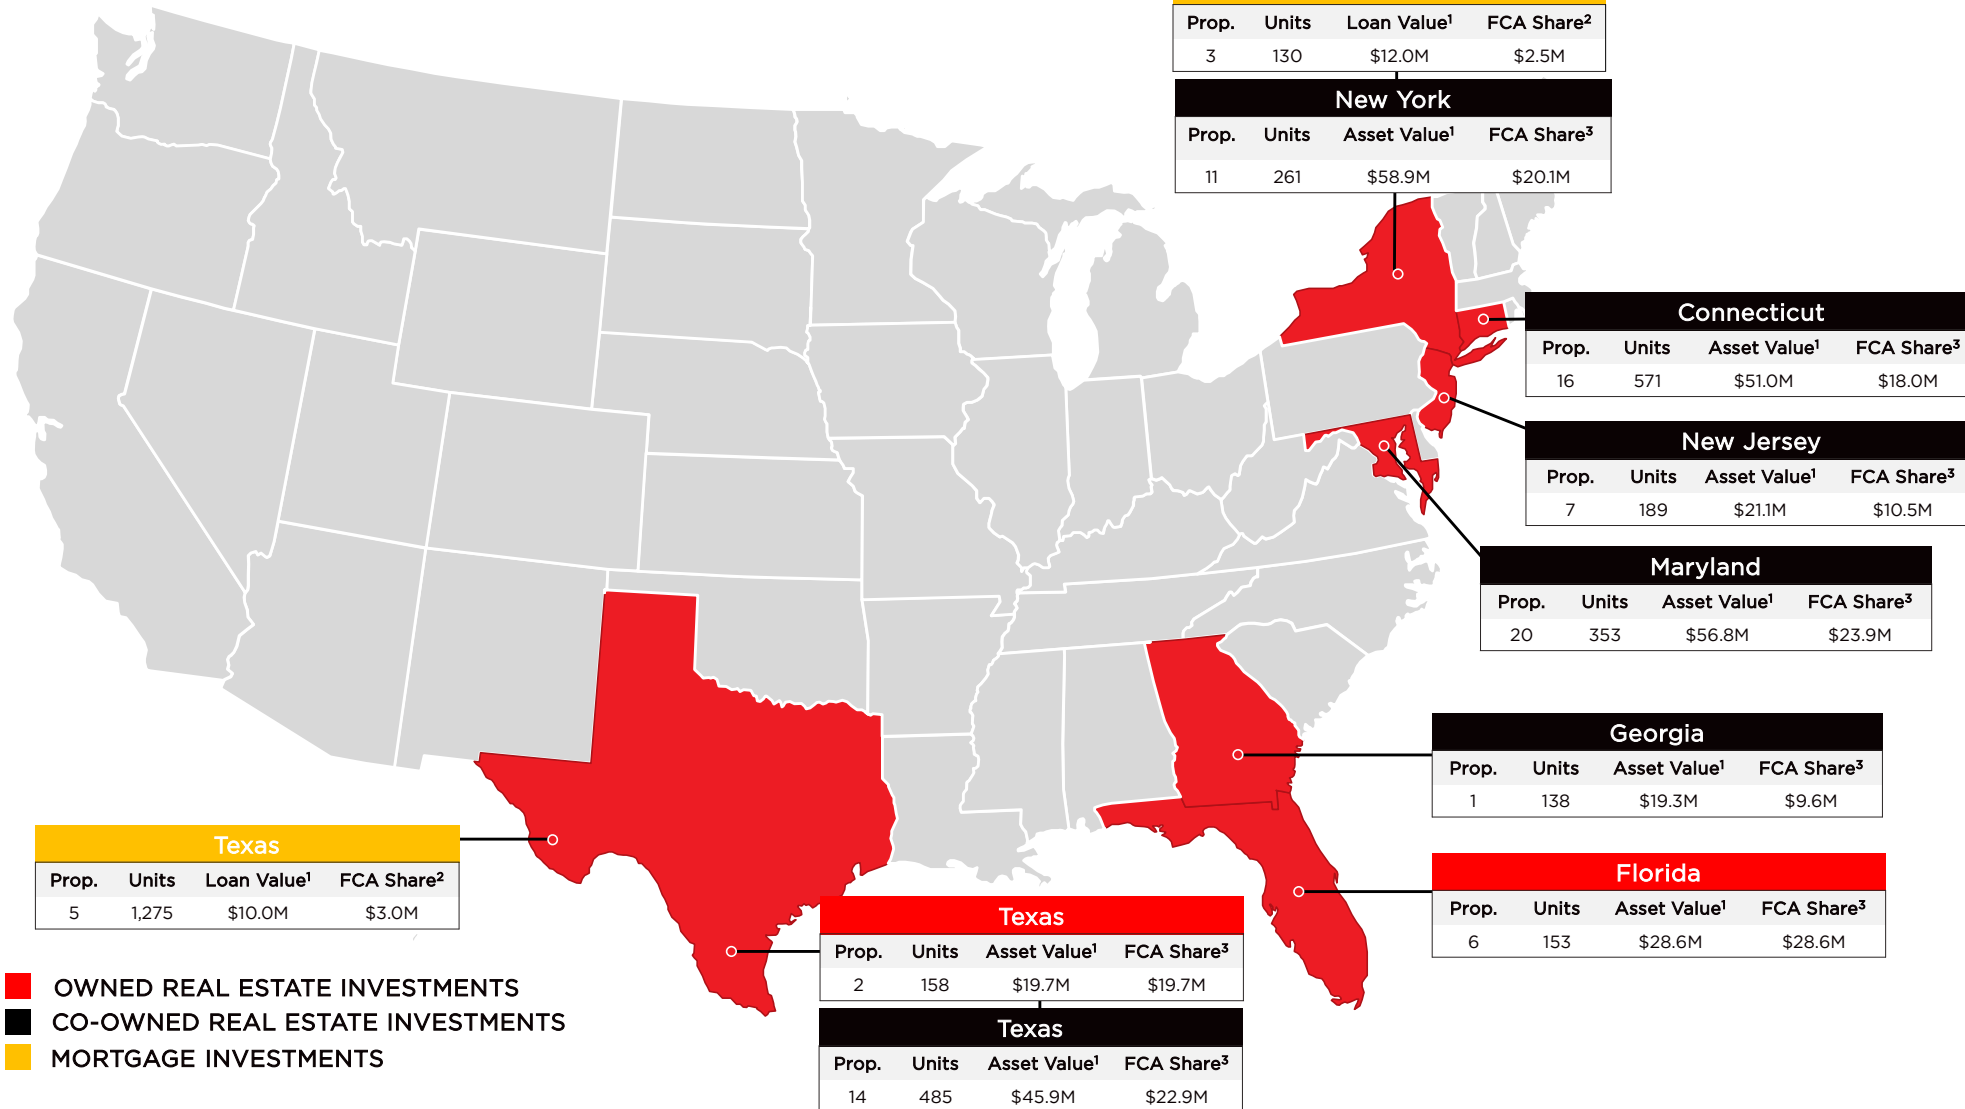 Prop. Units Loan Value¹ FCA Share²
3 130 $12.0M $2.5M
New York
Prop. Units Asset Value¹ FCA Share³
11 261 $58.9M $20.1M
Connecticut
Prop. Units Asset Value¹ FCA Share³
16 571 $51.0M $18.0M
New Jersey
Prop. Units Asset Value¹ FCA Share³
7 189 $21.1M $10.5M
Maryland
Prop. Units Asset Value¹ FCA Share³
20 353 $56.8M $23.9M
Georgia
Prop. Units Asset Value¹ FCA Share³
1 138 $19.3M $9.6M
Florida
Prop. Units Asset Value¹ FCA Share³
6 153 $28.6M $28.6M
Texas
Prop. Units Loan Value¹ FCA Share²
5 1,275 $10.0M $3.0M
Texas
Prop. Units Asset Value¹ FCA Share³
2 158 $19.7M $19.7M
Texas
Prop. Units Asset Value¹ FCA Share³
14 485 $45.9M $22.9M
OWNED REAL ESTATE INVESTMENTS
CO-OWNED REAL ESTATE INVESTMENTS
MORTGAGE INVESTMENTS